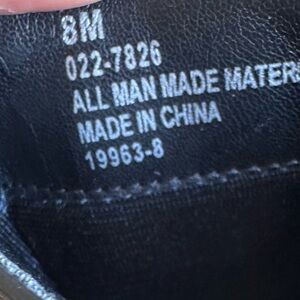 8M
022-7826
ALL MAN MADE MATER
MADE IN CHINA
19963-8